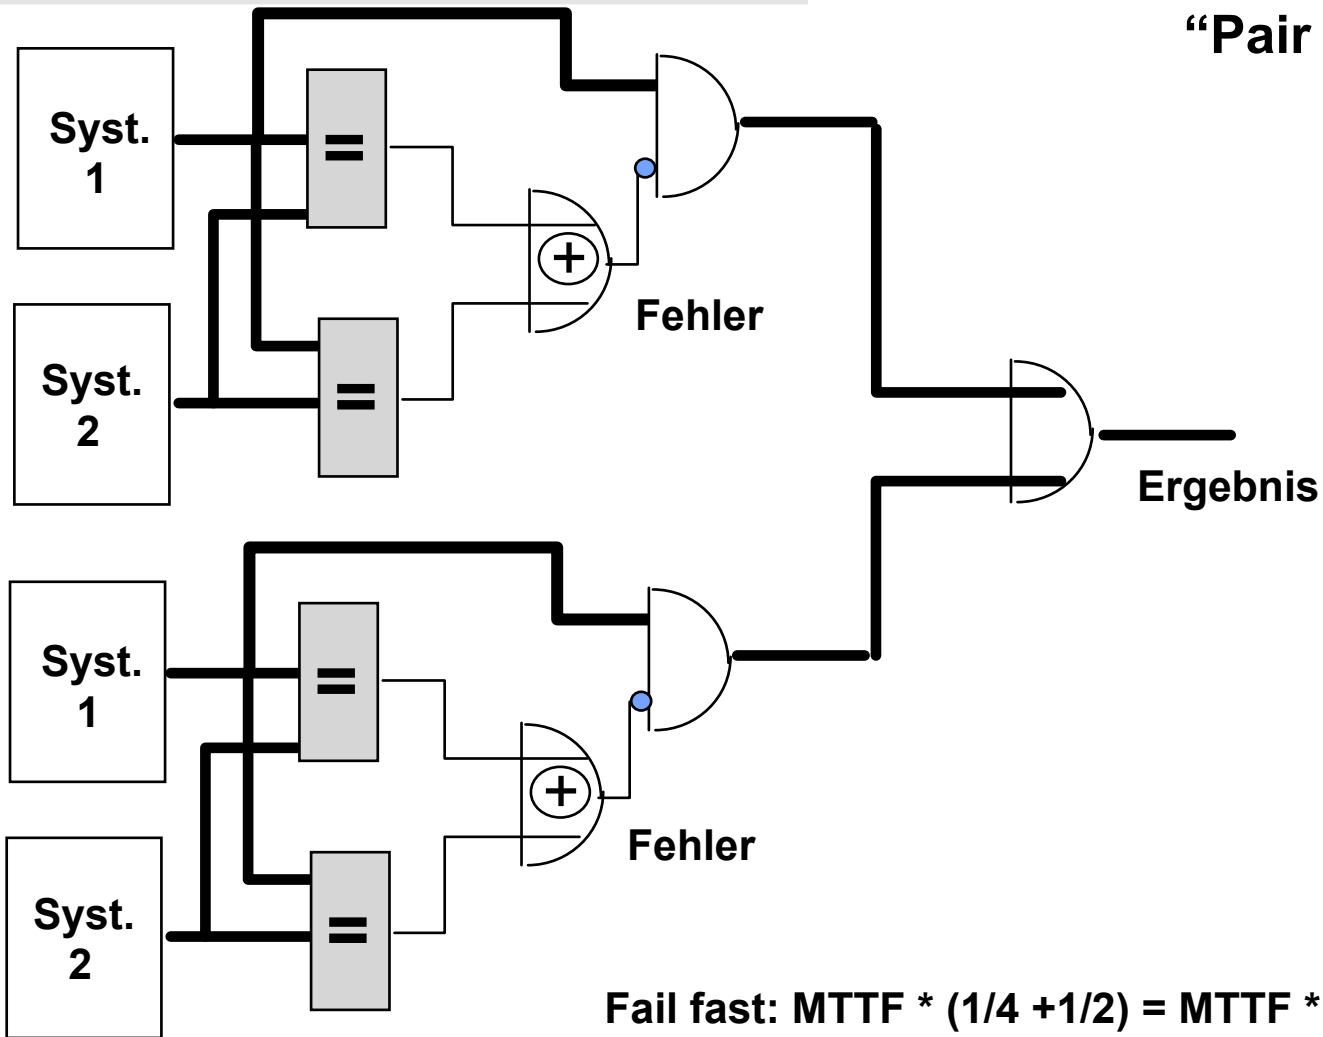 “Pair
Syst.
1
=
+
Fehler
Syst.
2
=
Ergebnis
Syst.
1
=
+
Fehler
Syst.
2
=
Fail fast: MTTF * (1/4 +1/2) = MTTF *